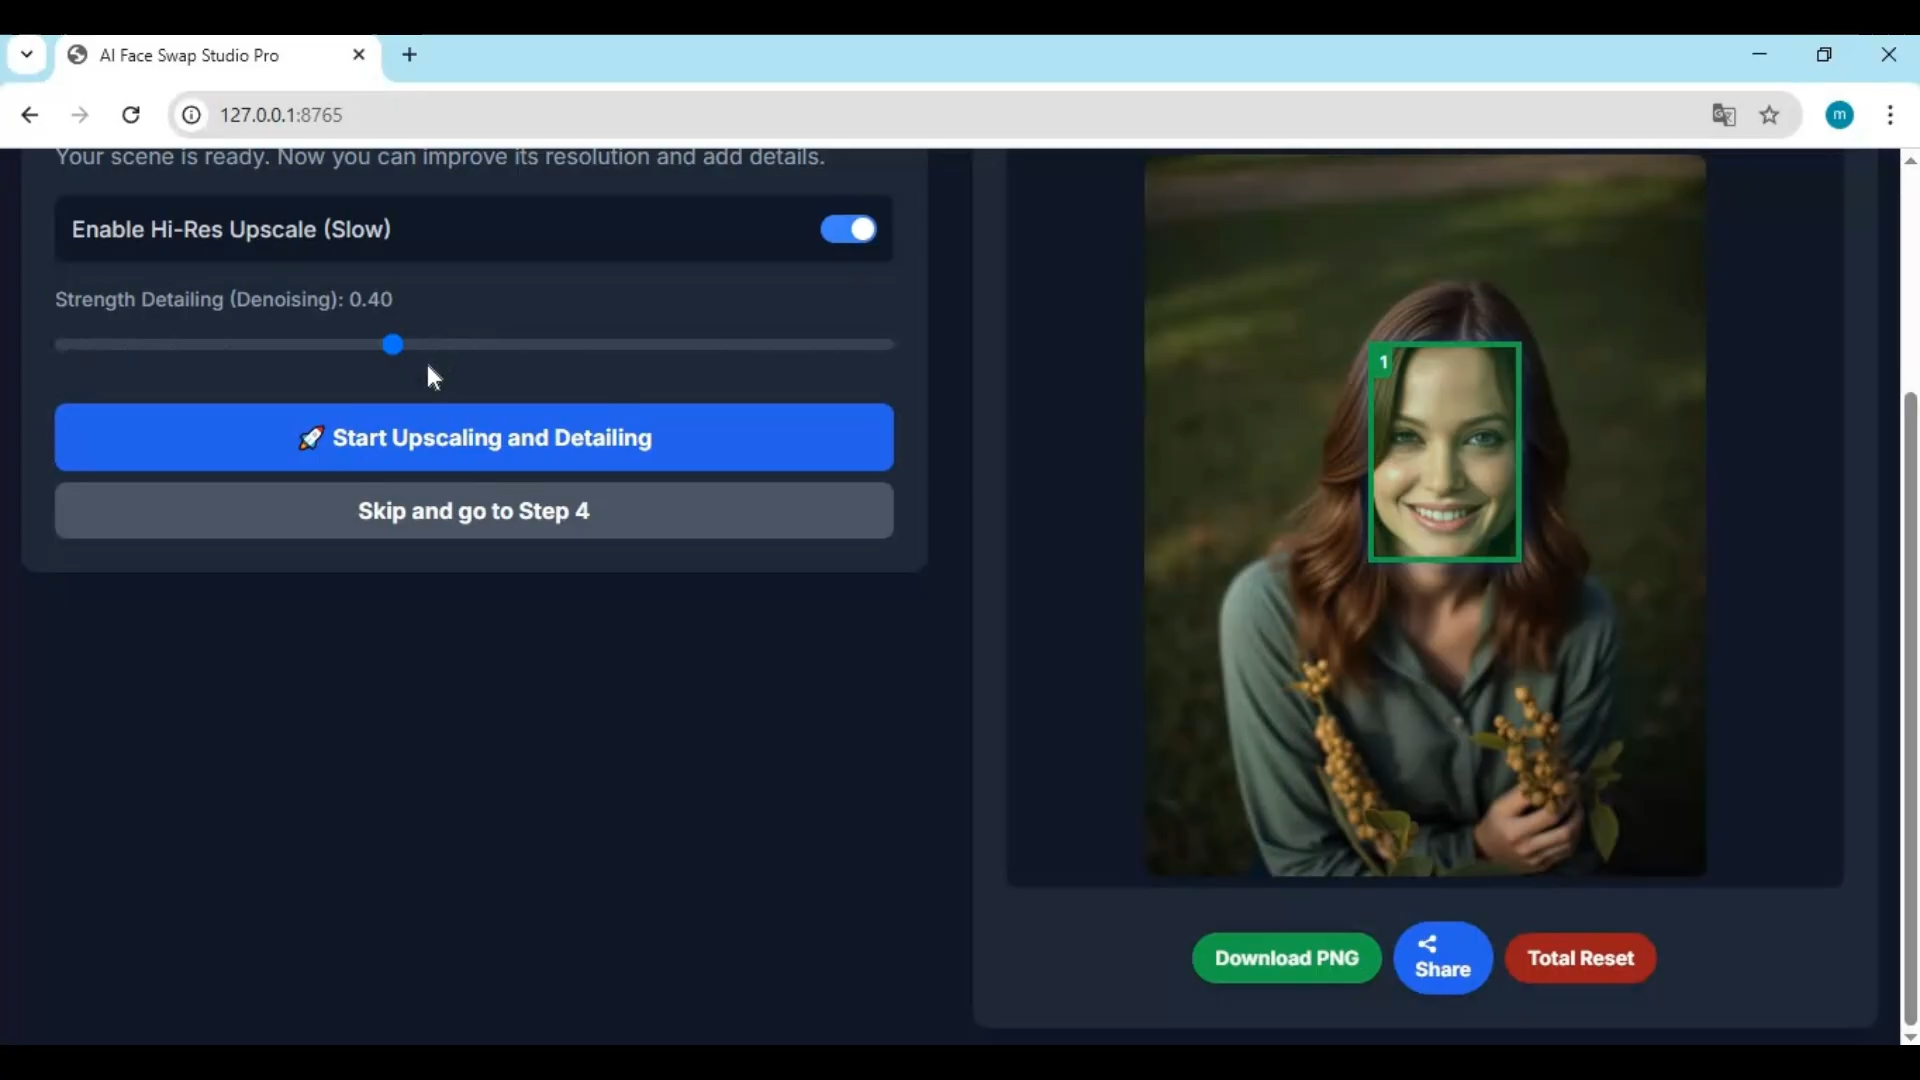 AI Face Swap Studio Pro
127.0.0.1:8765
m
Your scene is ready. Now you can improve its resolution and add details.
Enable Hi-Res Upscale (Slow)
Strength Detailing (Denoising): 0.40
🚀 Start Upscaling and Detailing
Skip and go to Step 4
1
Download PNG
Share
Total Reset